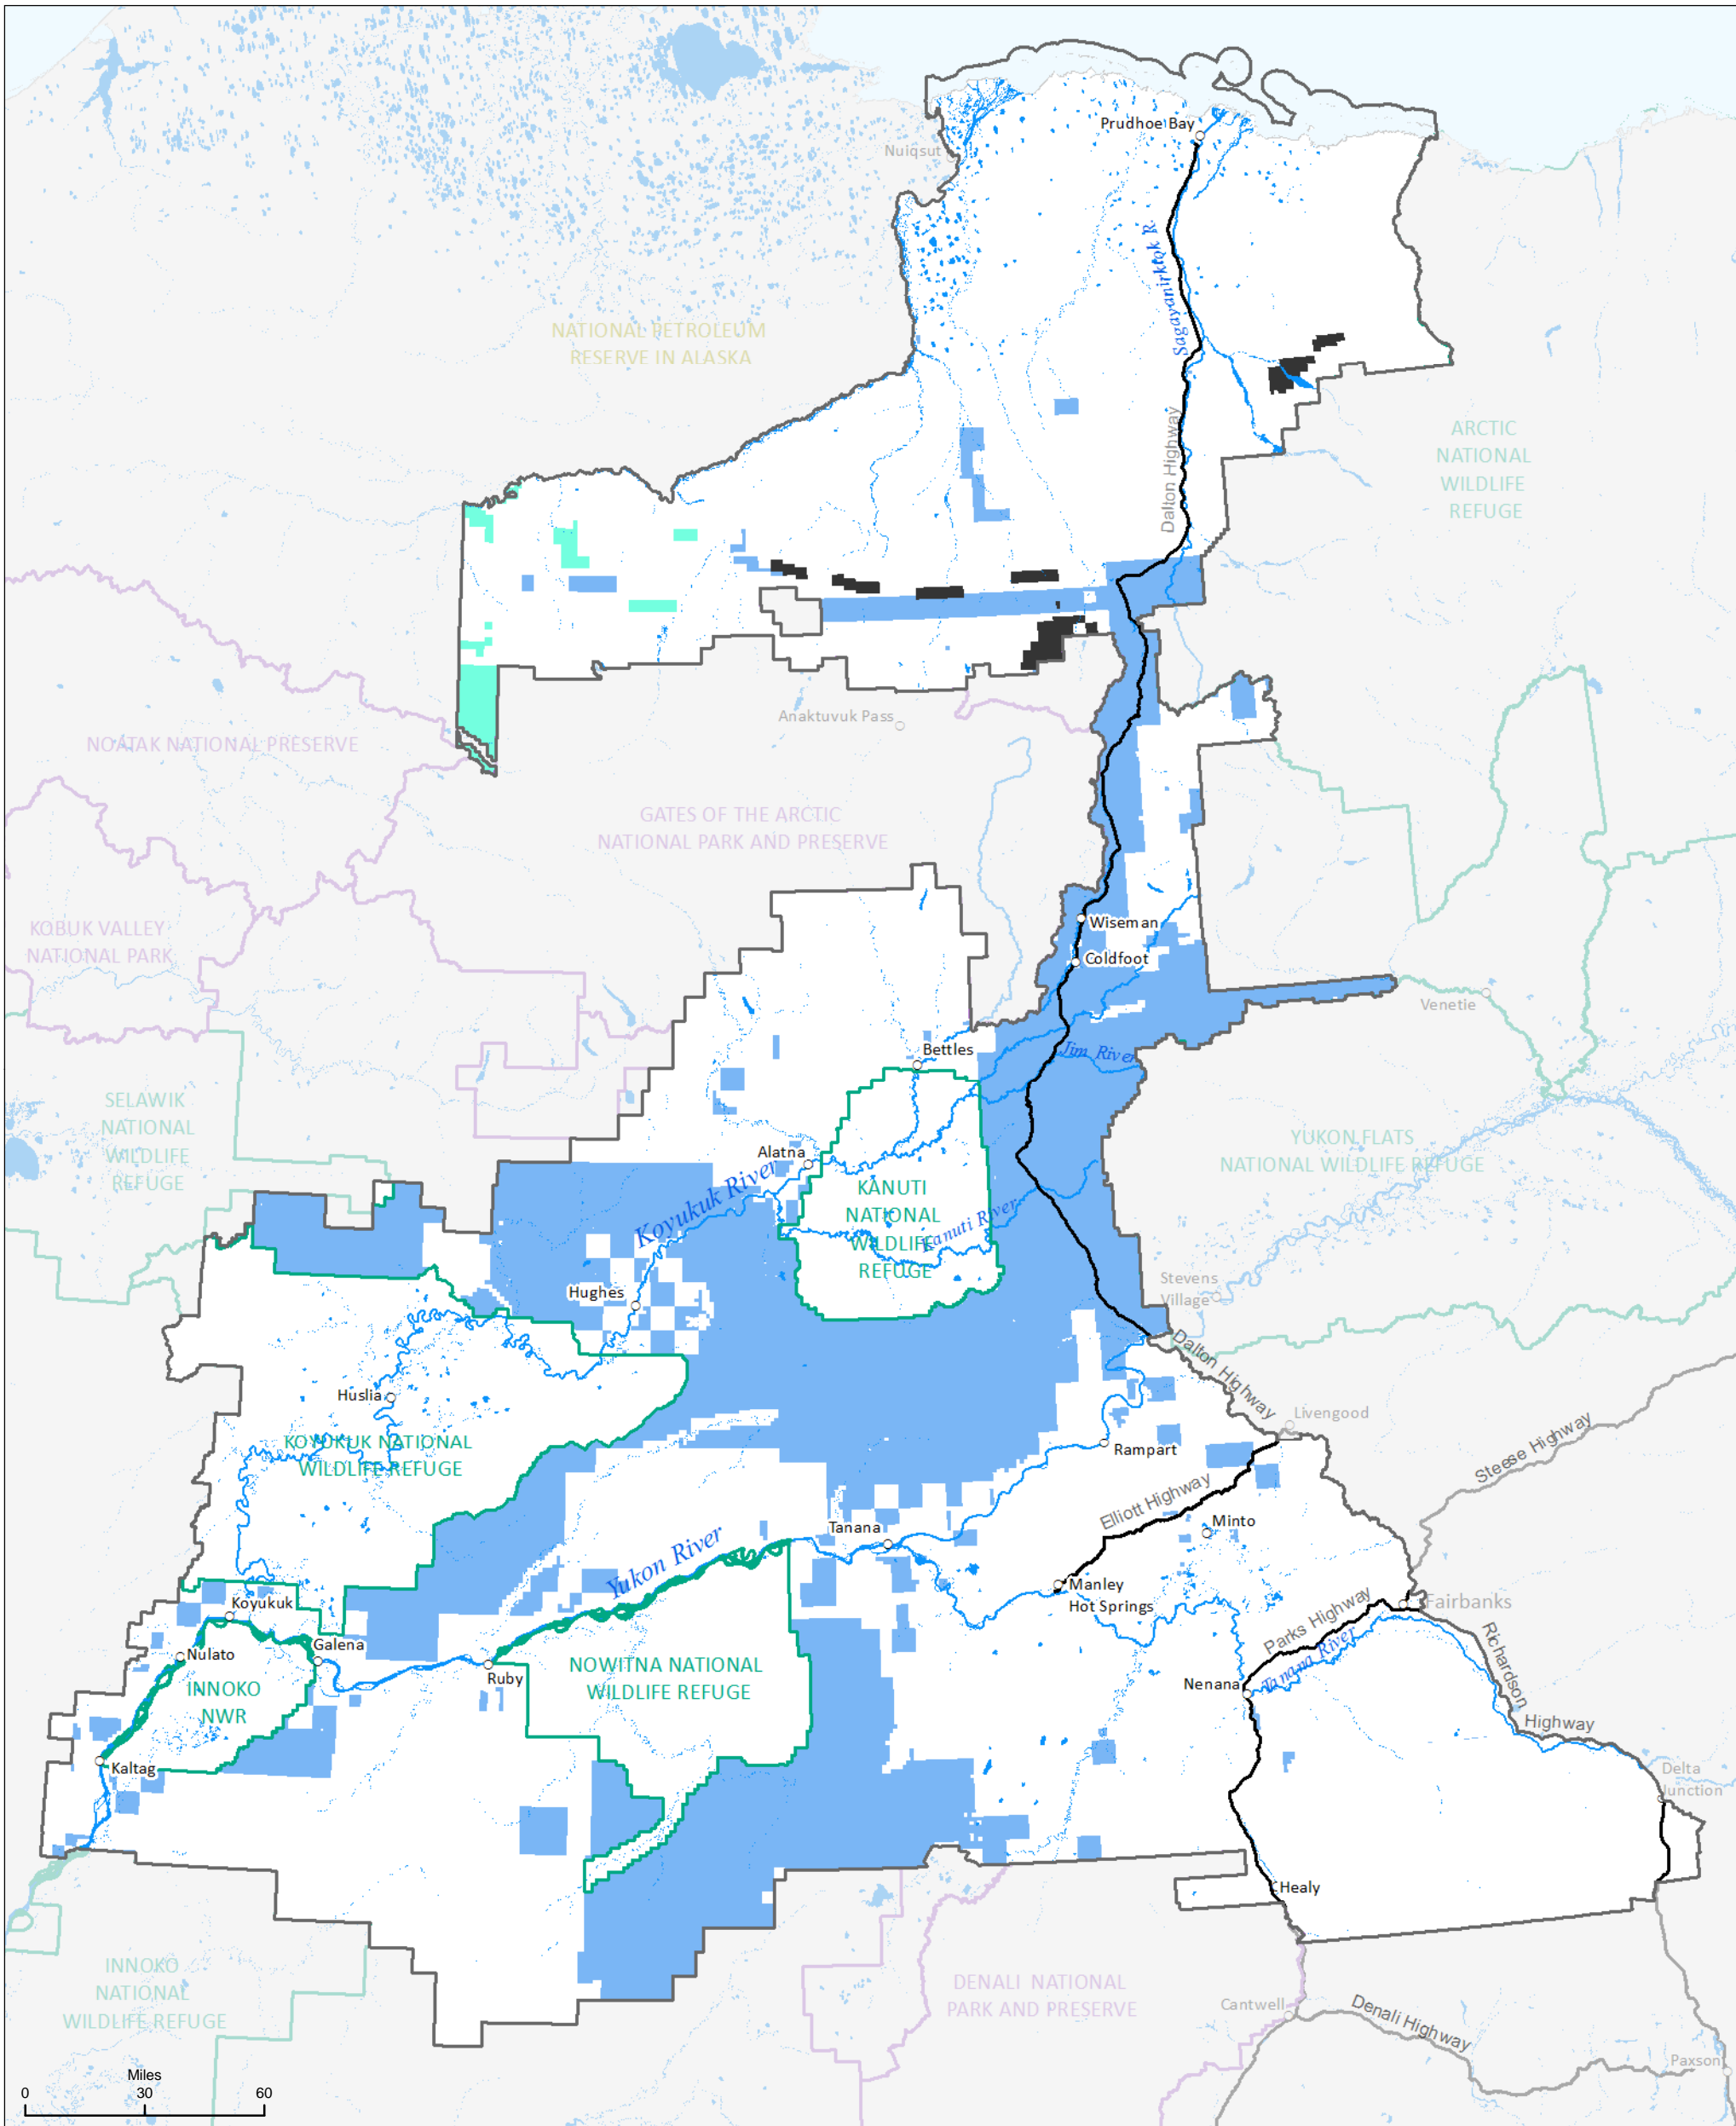 Prudhoe Bay
Nuiqsut
Sagavanirktok R
NATIONAL PETROLEUM
RESERVE IN ALASKA
Dalton Highway
ARCTIC
NATIONAL
WILDLIFE
REFUGE
Anaktuvuk Pass
NOATAK NATIONAL PRESERVE
GATES OF THE ARCTIC
NATIONAL PARK AND PRESERVE
KOBUK VALLEY
NATIONAL PARK
Wiseman
Coldfoot
Venetie
Bettles
Jim River
SELAWIK
NATIONAL
WILDLIFE
REFUGE
YUKON FLATS
NATIONAL WILDLIFE REFUGE
Alatna
Koyukuk River
KANUTI
NATIONAL
WILDLIFE
REFUGE
Kanuti River
Stevens
Village
Hughes
Dalton Highway
Huslia
Livengood
KOYUKUK NATIONAL
WILDLIFE REFUGE
Rampart
Steese Highway
Elliott Highway
Minto
Tanana
Yukon River
Manley
Hot Springs
Koyukuk
Fairbanks
Parks Highway
Tanana River
Richardson
Highway
Nulato
Galena
Ruby
NOWITNA NATIONAL
WILDLIFE REFUGE
INNOKO
NWR
Nenana
Kaltag
Delta
Junction
Healy
INNOKO
NATIONAL
WILDLIFE REFUGE
DENALI NATIONAL
PARK AND PRESERVE
Cantwell
Denali Highway
Paxson
Miles
0 30 60